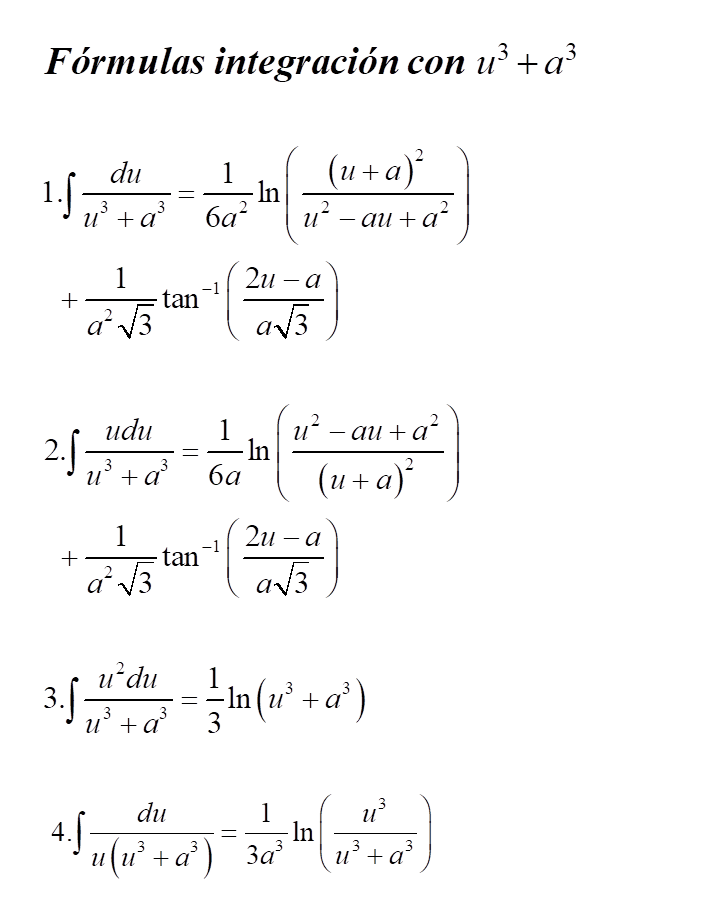 Fórmulas integración con u³ + a³
1. ∫ du/(u³ + a³) = 1/(6a²) ln( (u + a)²/(u² − au + a²) )
+ 1/(a²√3) tan⁻¹( (2u − a)/(a√3) )
2. ∫ udu/(u³ + a³) = 1/(6a) ln( (u² − au + a²)/(u + a)² )
+ 1/(a²√3) tan⁻¹( (2u − a)/(a√3) )
3. ∫ u²du/(u³ + a³) = 1/3 ln(u³ + a³)
4. ∫ du/(u(u³ + a³)) = 1/(3a³) ln( u³/(u³ + a³) )